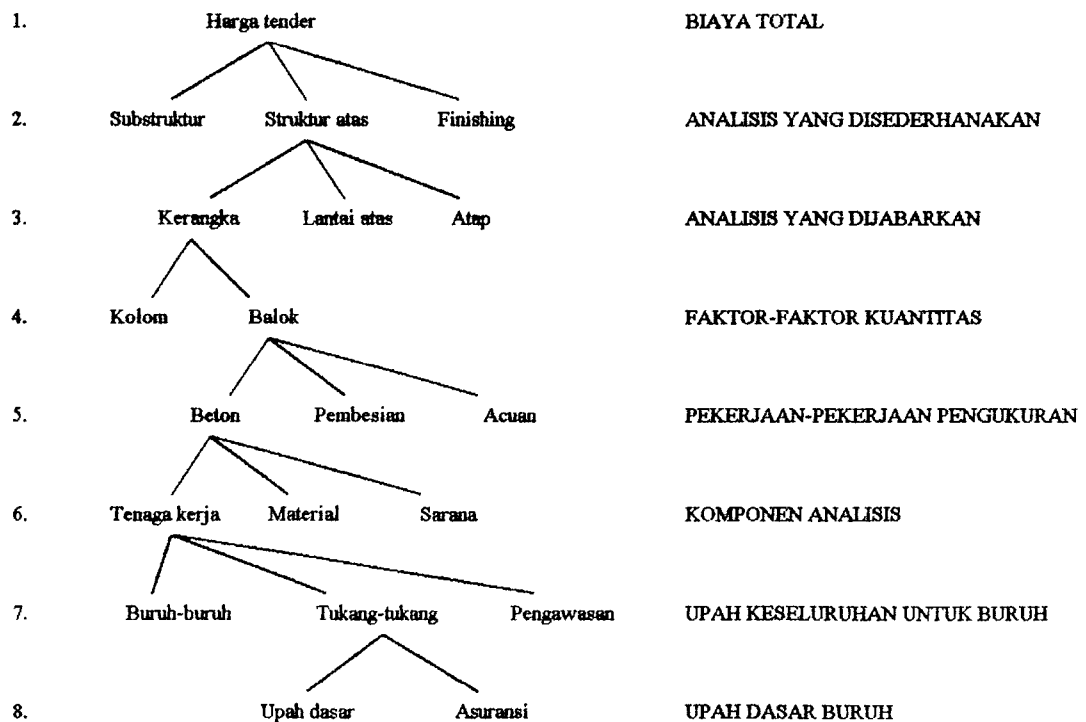 1. Harga tender BIAYA TOTAL
2. Substruktur Struktur atas Finishing ANALISIS YANG DISEDERHANAKAN
3. Kerangka Lantai atas Atap ANALISIS YANG DIJABARKAN
4. Kolom Balok FAKTOR-FAKTOR KUANTITAS
5. Beton Pembesian Acuan PEKERJAAN-PEKERJAAN PENGUKURAN
6. Tenaga kerja Material Sarana KOMPONEN ANALISIS
7. Buruh-buruh Tukang-tukang Pengawasan UPAH KESELURUHAN UNTUK BURUH
8. Upah dasar Asuransi UPAH DASAR BURUH